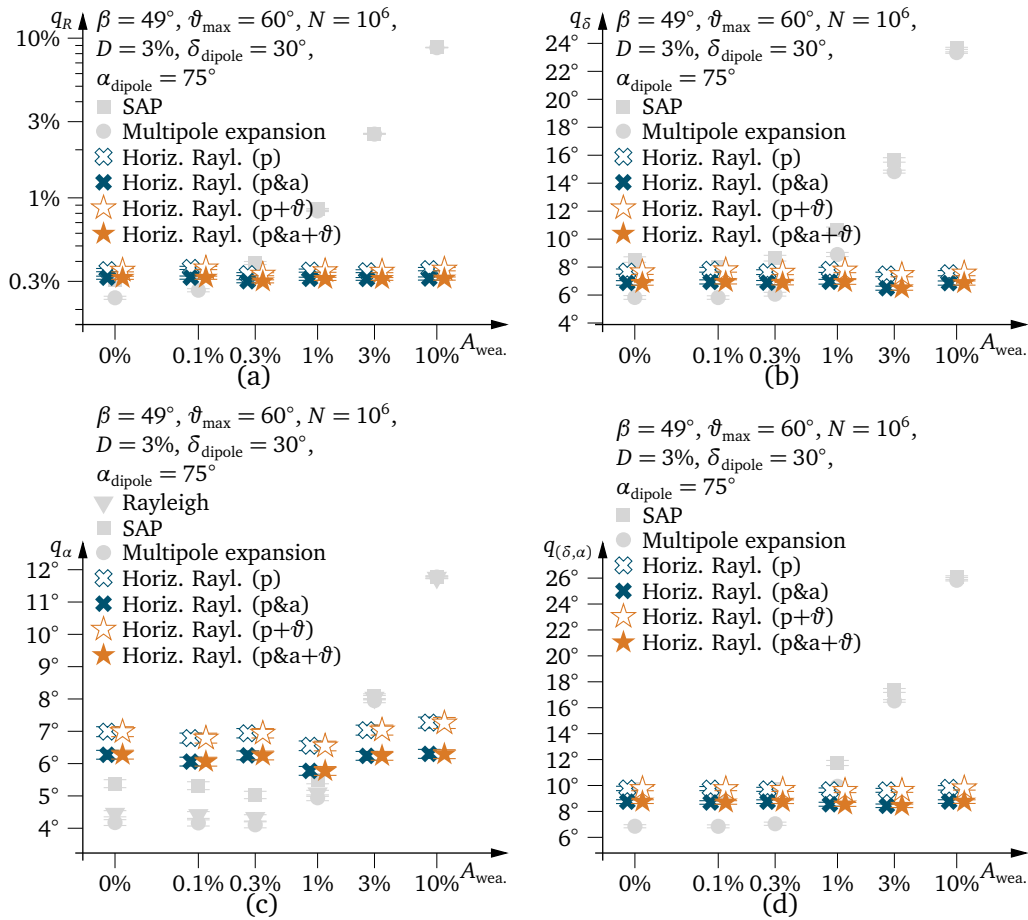 q_R
β = 49°, ϑ_max = 60°, N = 10⁶,
D = 3%, δ_dipole = 30°,
α_dipole = 75°
SAP
Multipole expansion
Horiz. Rayl. (p)
Horiz. Rayl. (p&a)
Horiz. Rayl. (p+ϑ)
Horiz. Rayl. (p&a+ϑ)
10%
3%
1%
0.3%
0% 0.1% 0.3% 1% 3% 10% A_wea.
(a)
q_δ
β = 49°, ϑ_max = 60°, N = 10⁶,
D = 3%, δ_dipole = 30°,
α_dipole = 75°
SAP
Multipole expansion
Horiz. Rayl. (p)
Horiz. Rayl. (p&a)
Horiz. Rayl. (p+ϑ)
Horiz. Rayl. (p&a+ϑ)
24°
22°
20°
18°
16°
14°
12°
10°
8°
6°
4°
0% 0.1% 0.3% 1% 3% 10% A_wea.
(b)
β = 49°, ϑ_max = 60°, N = 10⁶,
D = 3%, δ_dipole = 30°,
α_dipole = 75°
Rayleigh
SAP
q_α
Multipole expansion
Horiz. Rayl. (p)
Horiz. Rayl. (p&a)
Horiz. Rayl. (p+ϑ)
Horiz. Rayl. (p&a+ϑ)
12°
11°
10°
9°
8°
7°
6°
5°
4°
0% 0.1% 0.3% 1% 3% 10% A_wea.
(c)
β = 49°, ϑ_max = 60°, N = 10⁶,
D = 3%, δ_dipole = 30°,
α_dipole = 75°
SAP
q_(δ,α)
Multipole expansion
Horiz. Rayl. (p)
Horiz. Rayl. (p&a)
Horiz. Rayl. (p+ϑ)
Horiz. Rayl. (p&a+ϑ)
26°
24°
22°
20°
18°
16°
14°
12°
10°
8°
6°
0% 0.1% 0.3% 1% 3% 10% A_wea.
(d)